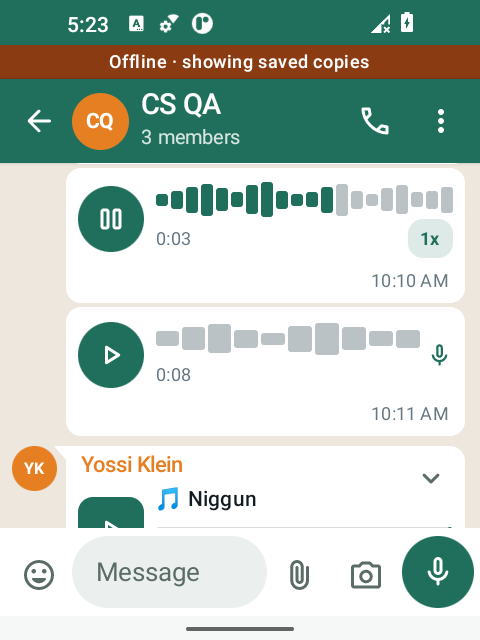 5:23
A
Offline · showing saved copies
CQ
CS QA
3 members
0:03
1x
10:10 AM
0:08
10:11 AM
YK
Yossi Klein
🎵 Niggun
Message